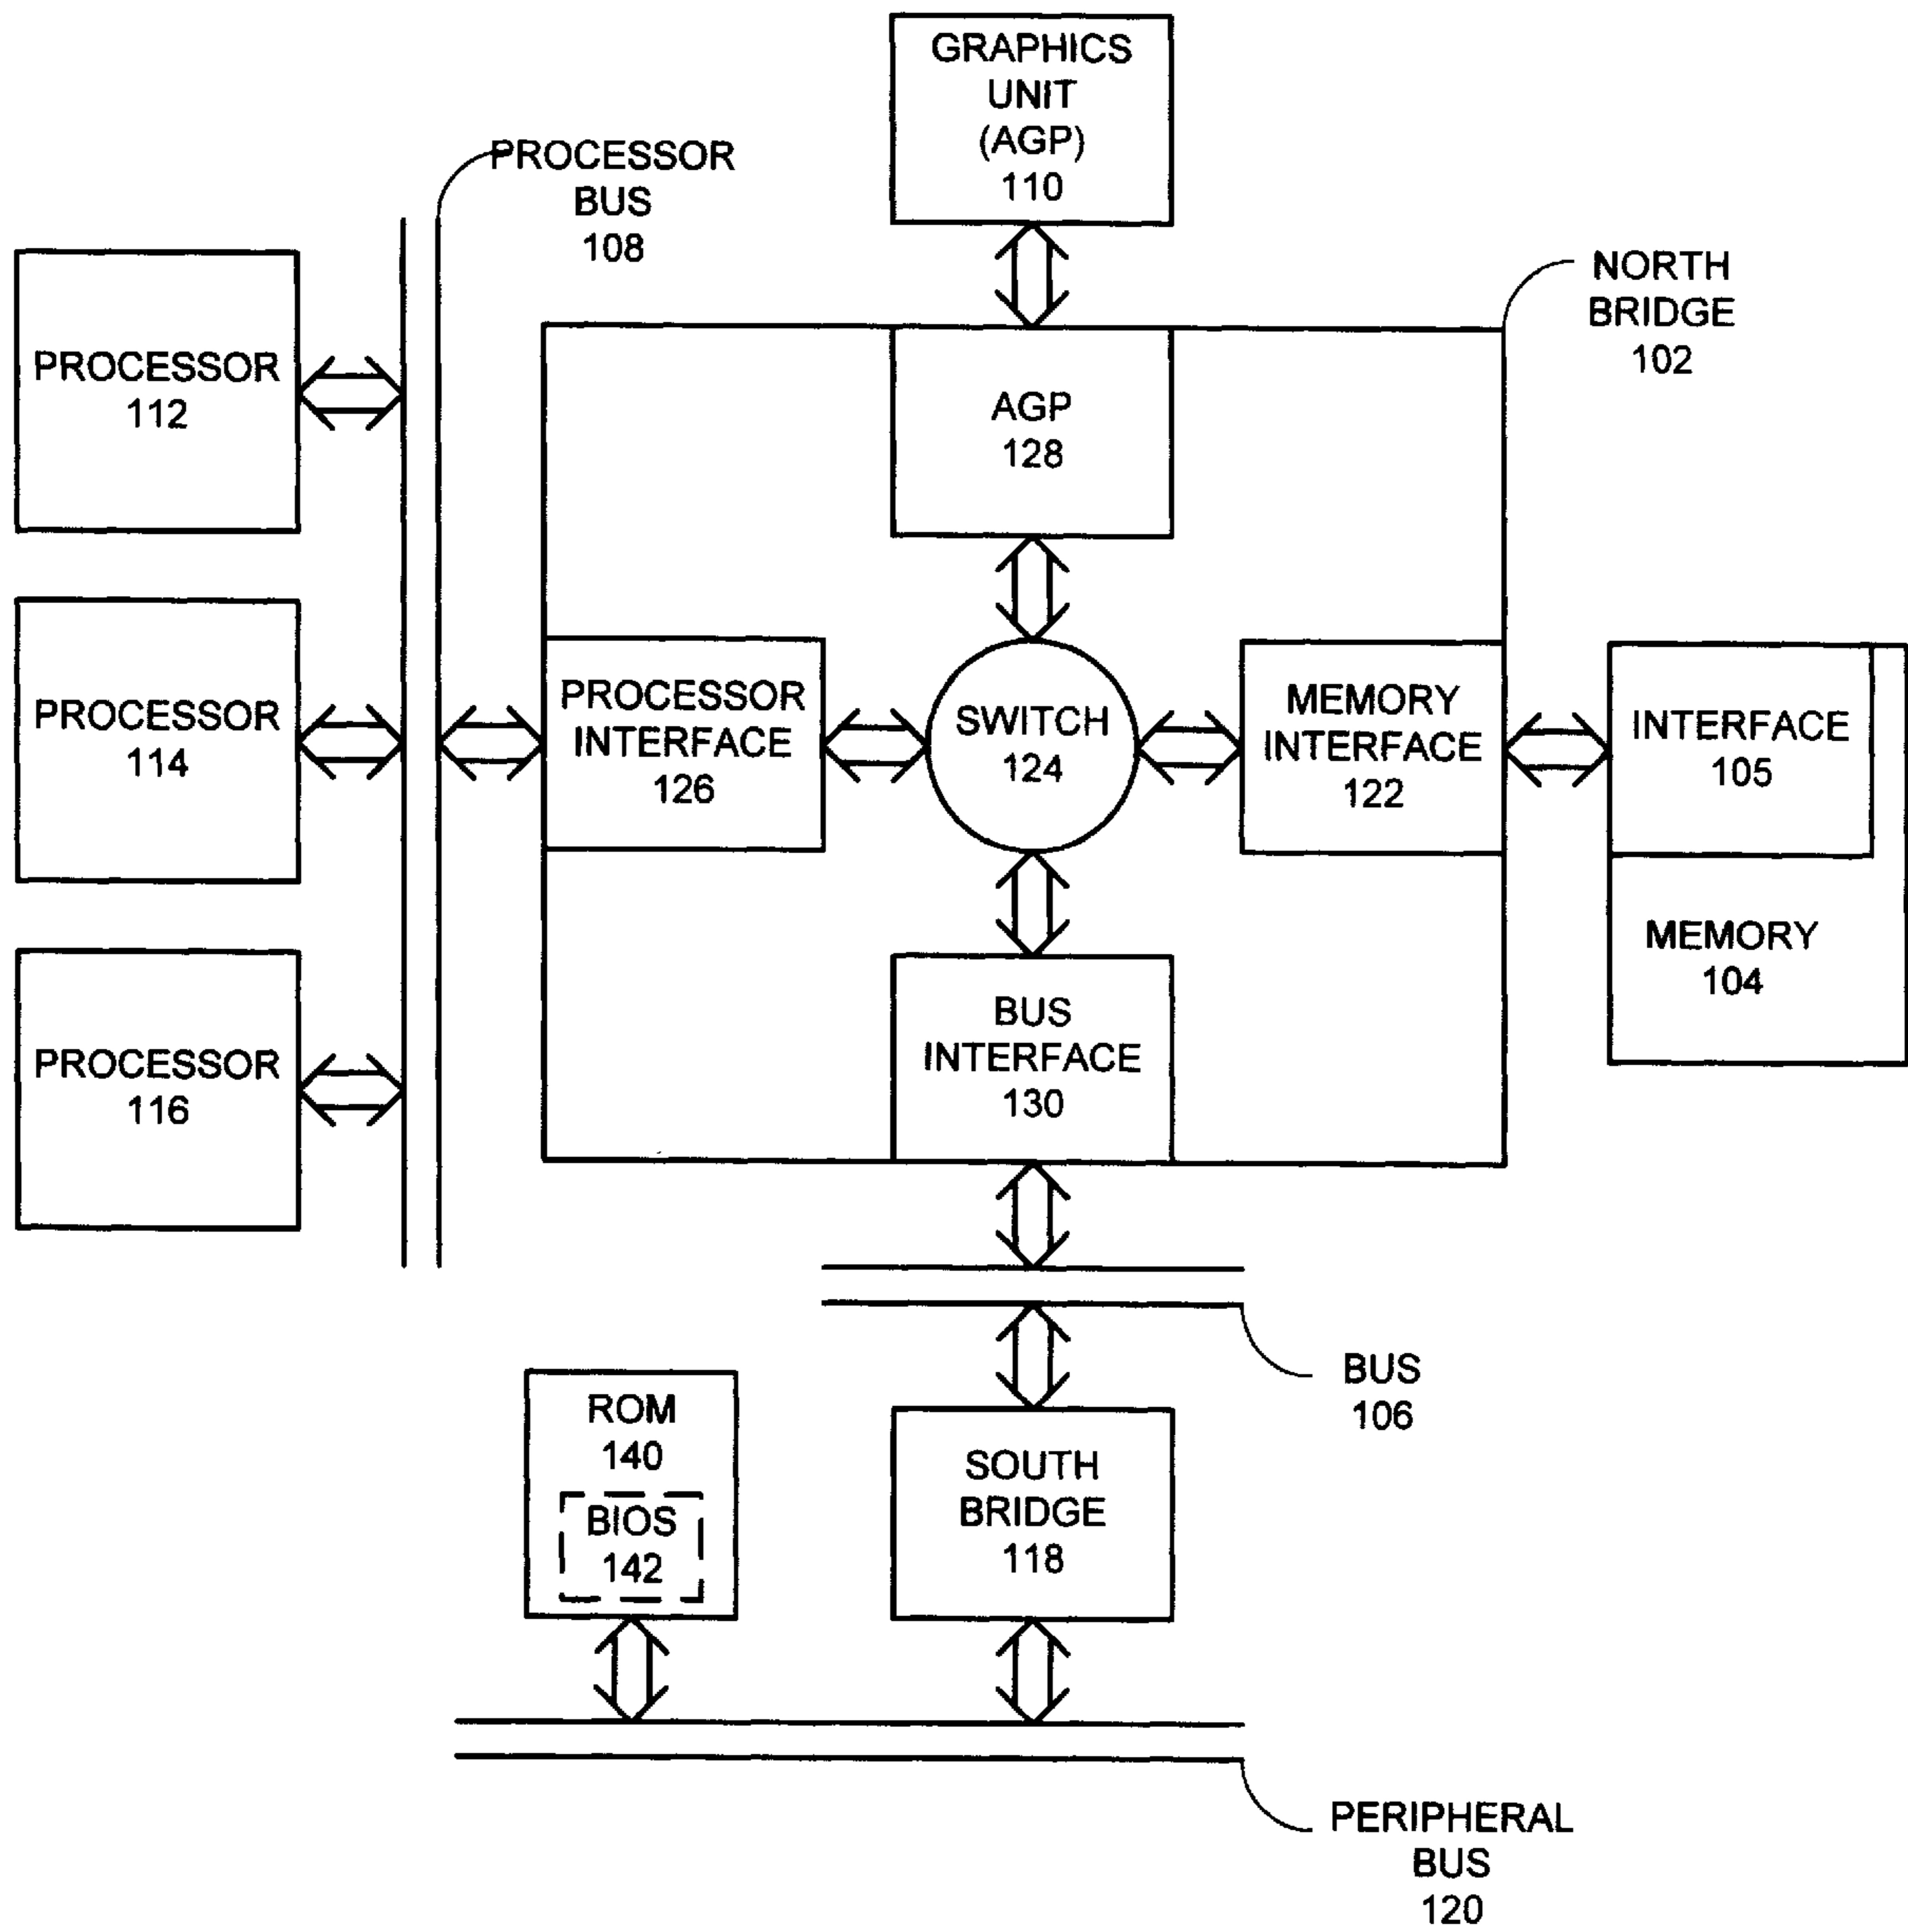 GRAPHICS
UNIT
(AGP)
110
PROCESSOR
BUS
108
NORTH
BRIDGE
102
PROCESSOR
112
AGP
128
PROCESSOR
114
PROCESSOR
INTERFACE
126
SWITCH
124
MEMORY
INTERFACE
122
INTERFACE
105
MEMORY
104
PROCESSOR
116
BUS
INTERFACE
130
BUS
106
ROM
140
BIOS
142
SOUTH
BRIDGE
118
PERIPHERAL
BUS
120